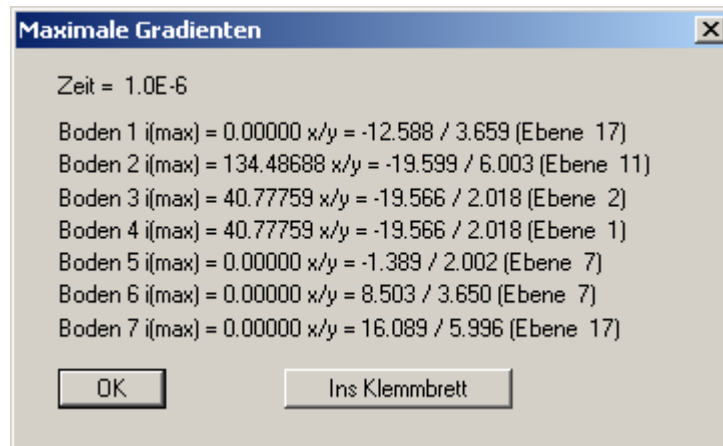 Maximale Gradienten
Zeit = 1.0E-6
Boden 1 i(max) = 0.00000 x/y = -12.588 / 3.659 (Ebene 17)
Boden 2 i(max) = 134.48688 x/y = -19.599 / 6.003 (Ebene 11)
Boden 3 i(max) = 40.77759 x/y = -19.566 / 2.018 (Ebene 2)
Boden 4 i(max) = 40.77759 x/y = -19.566 / 2.018 (Ebene 1)
Boden 5 i(max) = 0.00000 x/y = -1.389 / 2.002 (Ebene 7)
Boden 6 i(max) = 0.00000 x/y = 8.503 / 3.650 (Ebene 7)
Boden 7 i(max) = 0.00000 x/y = 16.089 / 5.996 (Ebene 17)
OK
Ins Klemmbrett